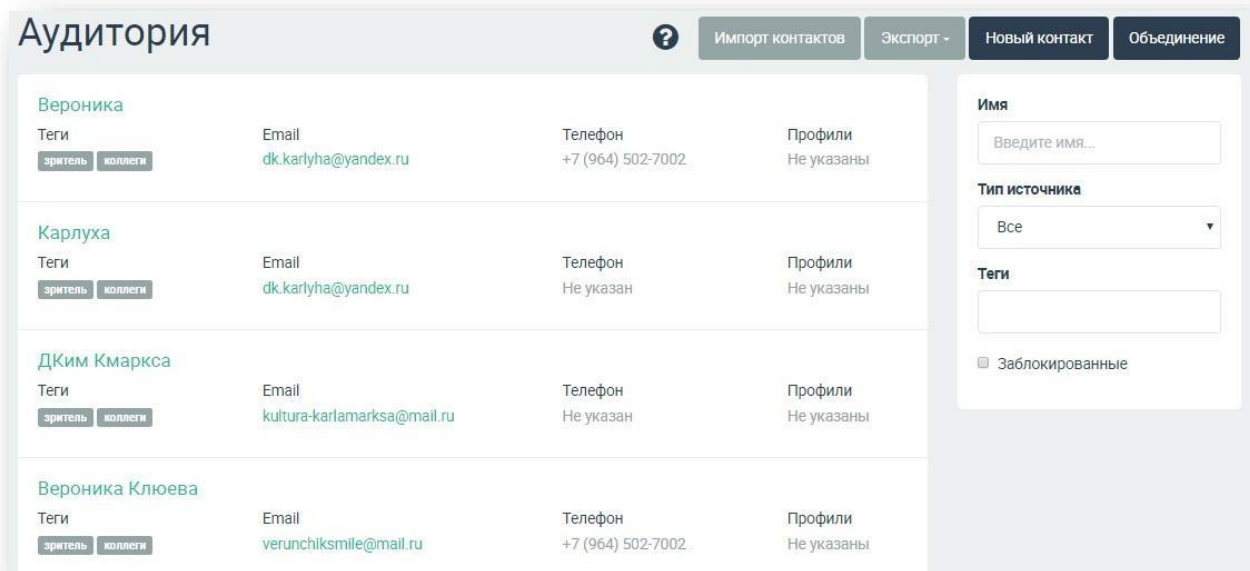 Аудитория
Импорт контактов Экспорт Новый контакт Объединение
Вероника
Теги Email Телефон Профили
зритель коллеги dk.karlyha@yandex.ru +7 (964) 502-7002 Не указаны
Карлуха
Теги Email Телефон Профили
зритель коллеги dk.karlyha@yandex.ru Не указан Не указаны
ДКим Кмаркса
Теги Email Телефон Профили
зритель коллеги kultura-karlamarksa@mail.ru Не указан Не указаны
Вероника Клюева
Теги Email Телефон Профили
зритель коллеги verunchiksmile@mail.ru +7 (964) 502-7002 Не указаны
Имя
Введите имя...
Тип источника
Все
Теги
Заблокированные